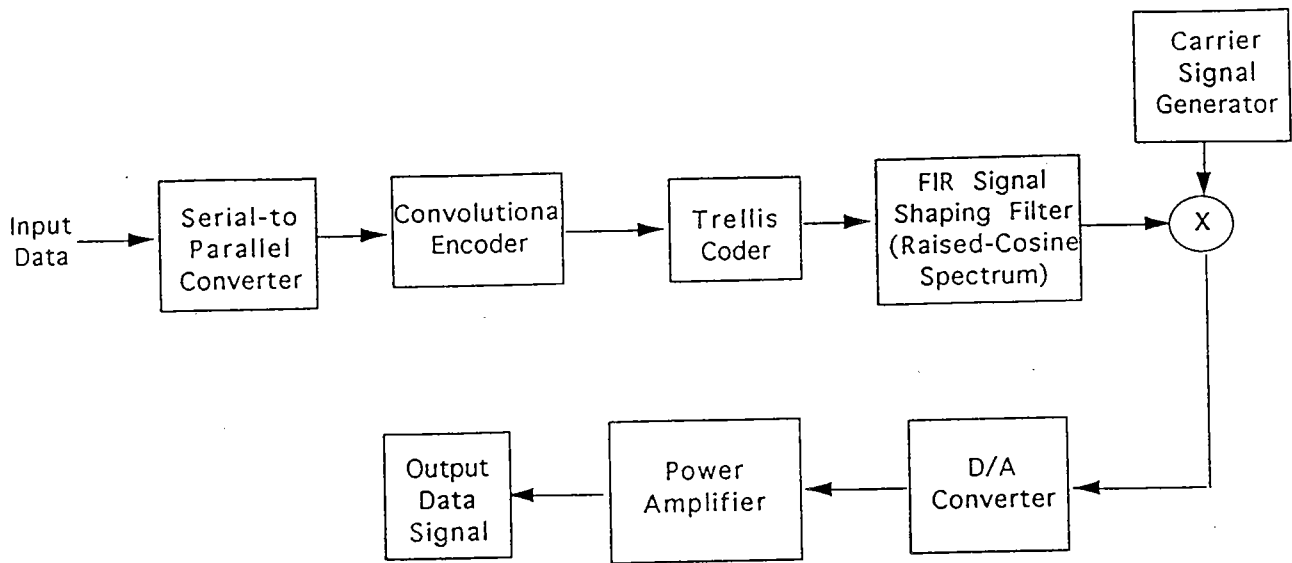 Carrier
Signal
Generator
Input
Data
Serial-to
Parallel
Converter
Convolutiona
Encoder
Trellis
Coder
FIR Signal
Shaping Filter
(Raised-Cosine
Spectrum)
X
Output
Data
Signal
Power
Amplifier
D/A
Converter